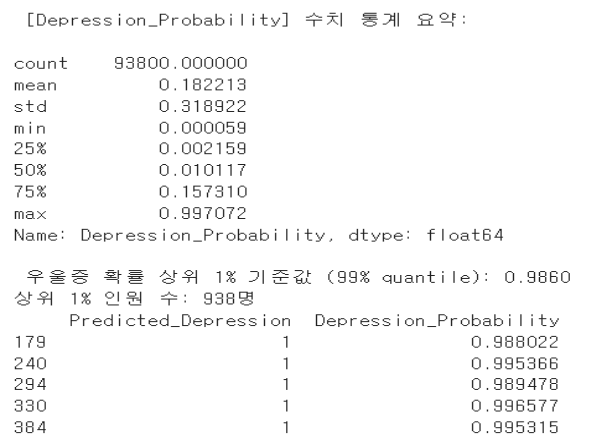 [Depression_Probability] 수치 통계 요약:
count    93800.000000
mean         0.182213
std          0.318922
min          0.000059
25%          0.002159
50%          0.010117
75%          0.157310
max          0.997072
Name: Depression_Probability, dtype: float64
우울증 확률 상위 1% 기준값 (99% quantile): 0.9860
상위 1% 인원 수: 938명
     Predicted_Depression  Depression_Probability
179                     1                0.988022
240                     1                0.995366
294                     1                0.989478
330                     1                0.996577
384                     1                0.995315